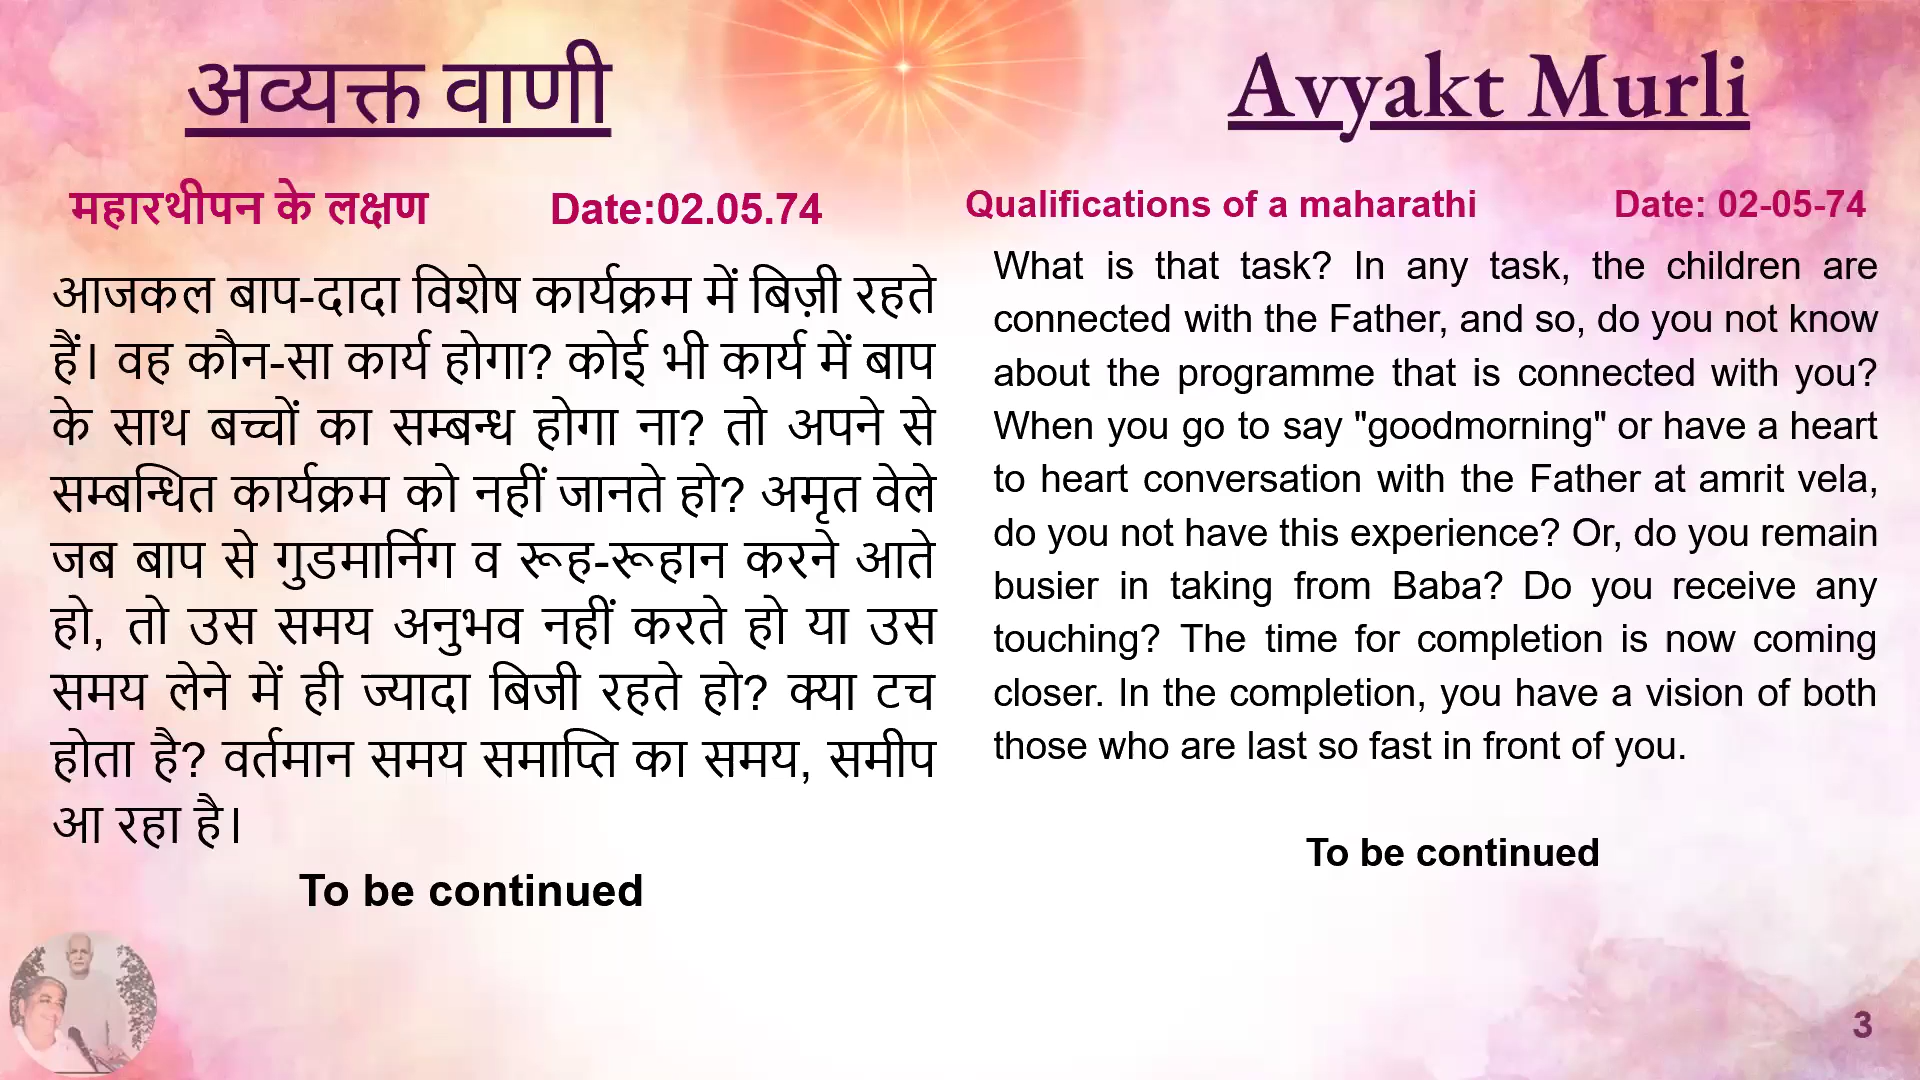 अव्यक्त वाणी
महारथीपन के लक्षण Date:02.05.74
आजकल बाप-दादा विशेष कार्यक्रम में बिज़ी रहते
हैं। वह कौन-सा कार्य होगा? कोई भी कार्य में बाप
के साथ बच्चों का सम्बन्ध होगा ना? तो अपने से
सम्बन्धित कार्यक्रम को नहीं जानते हो? अमृत वेले
जब बाप से गुडमार्निग व रूह-रूहान करने आते
हो, तो उस समय अनुभव नहीं करते हो या उस
समय लेने में ही ज्यादा बिजी रहते हो? क्या टच
होता है? वर्तमान समय समाप्ति का समय, समीप
आ रहा है।
To be continued
Avyakt Murli
Qualifications of a maharathi Date: 02-05-74
What is that task? In any task, the children are
connected with the Father, and so, do you not know
about the programme that is connected with you?
When you go to say "goodmorning" or have a heart
to heart conversation with the Father at amrit vela,
do you not have this experience? Or, do you remain
busier in taking from Baba? Do you receive any
touching? The time for completion is now coming
closer. In the completion, you have a vision of both
those who are last so fast in front of you.
To be continued
3